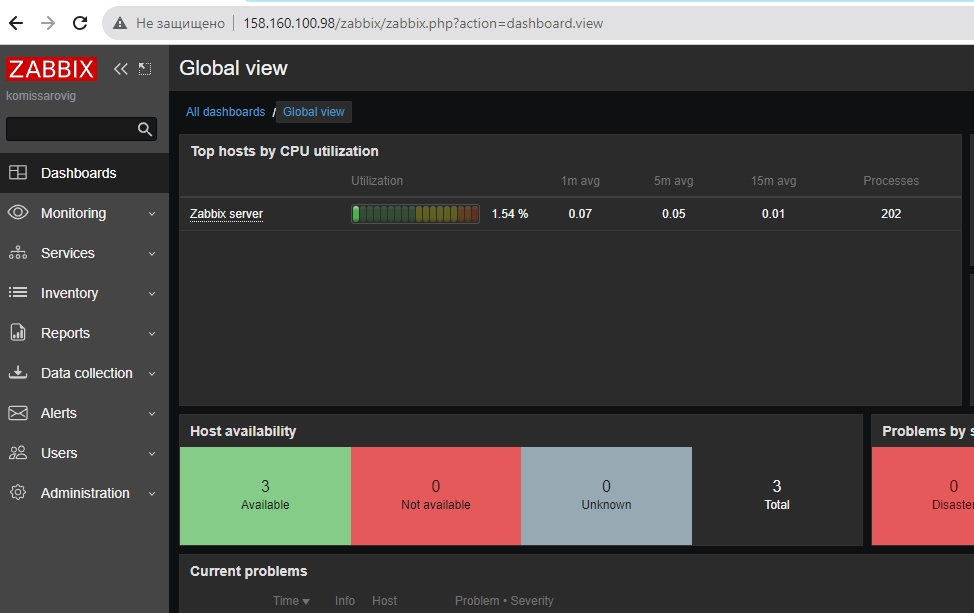 Не защищено
158.160.100.98/zabbix/zabbix.php?action=dashboard.view
ZABBIX
komissarovig
Dashboards
Monitoring
Services
Inventory
Reports
Data collection
Alerts
Users
Administration
Global view
All dashboards / Global view
Top hosts by CPU utilization
Utilization 1m avg 5m avg 15m avg Processes
Zabbix server 1.54 % 0.07 0.05 0.01 202
Host availability
3 Available
0 Not available
0 Unknown
3 Total
Problems by s
0
Disaster
Current problems
Time Info Host Problem • Severity